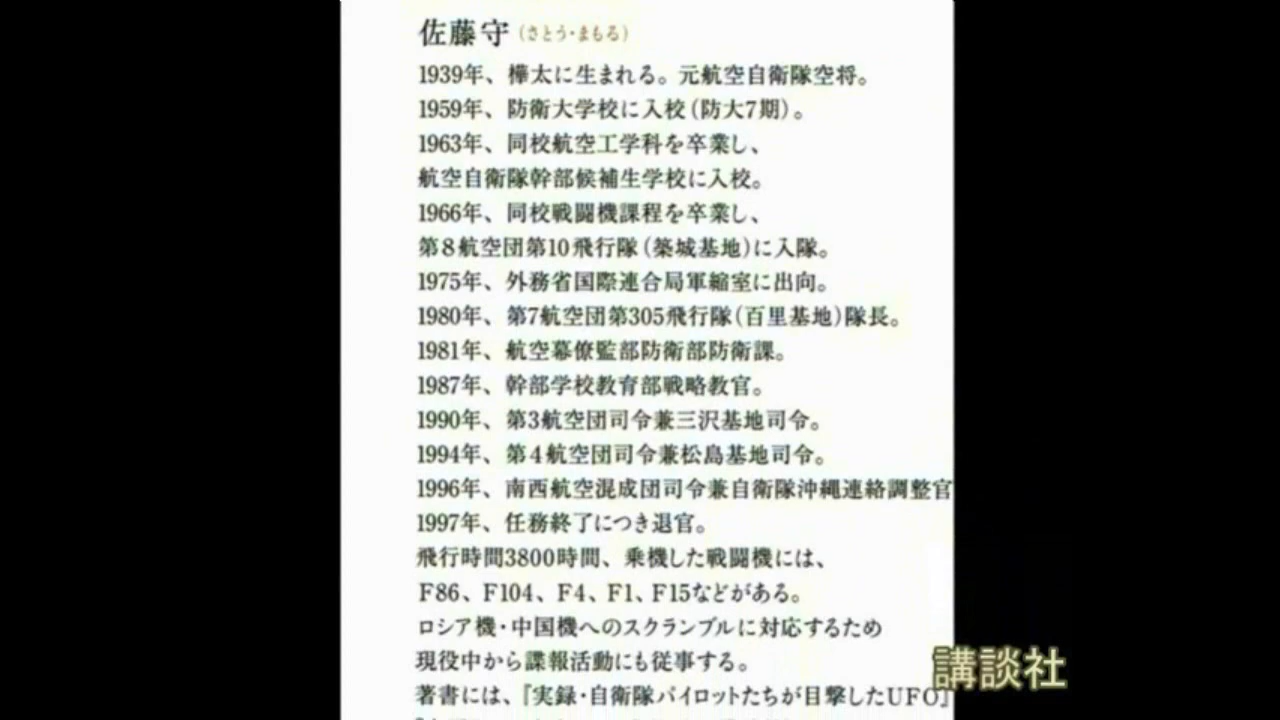 佐藤守(さとう・まもる)
1939年、樺太に生まれる。元航空自衛隊空将。
1959年、防衛大学校に入校(防大7期)。
1963年、同校航空工学科を卒業し、
航空自衛隊幹部候補生学校に入校。
1966年、同校戦闘機課程を卒業し、
第8航空団第10飛行隊(築城基地)に入隊。
1975年、外務省国際連合局軍縮室に出向。
1980年、第7航空団第305飛行隊(百里基地)隊長。
1981年、航空幕僚監部防衛部防衛課。
1987年、幹部学校教育部戦略教官。
1990年、第3航空団司令兼三沢基地司令。
1994年、第4航空団司令兼松島基地司令。
1996年、南西航空混成団司令兼自衛隊沖縄連絡調整官
1997年、任務終了につき退官。
飛行時間3800時間、乗機した戦闘機には、
F86、F104、F4、F1、F15などがある。
ロシア機・中国機へのスクランブルに対応するため
現役中から諜報活動にも従事する。
著書には、『実録・自衛隊パイロットたちが目撃したUFO』
講談社